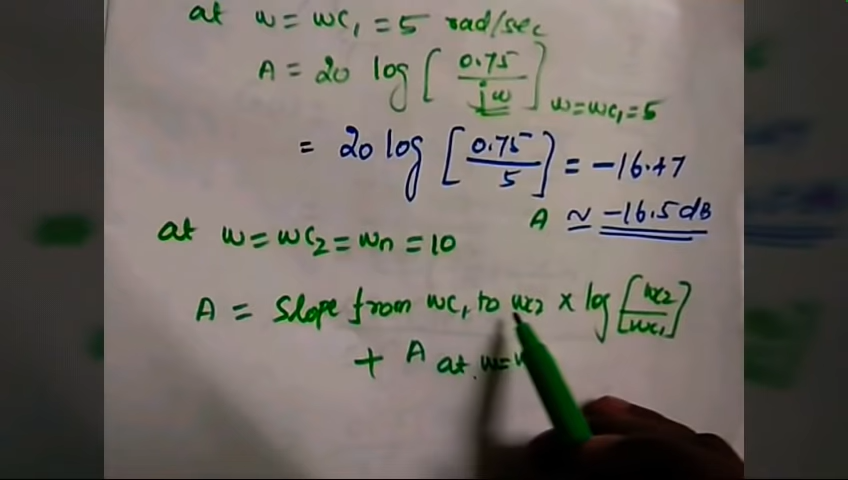 at w = wc₁ = 5 rad/sec
A = 20 log [ 0.75 / jw ] w=wc₁=5
= 20 log [ 0.75 / 5 ] = -16.47
A ≃ -16.5 dB
at w = wc₂ = wn = 10
A = Slope from wc₁ to wc₂ × log [ wc₂ / wc₁ ]
+ A at w=